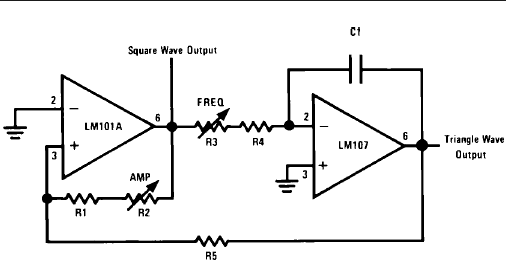 C1
Square Wave Output
FREQ
2
−
LM101A
6
+
3
R3
R4
2
−
LM107
6
Triangle Wave
Output
+
3
AMP
R1
R2
R5